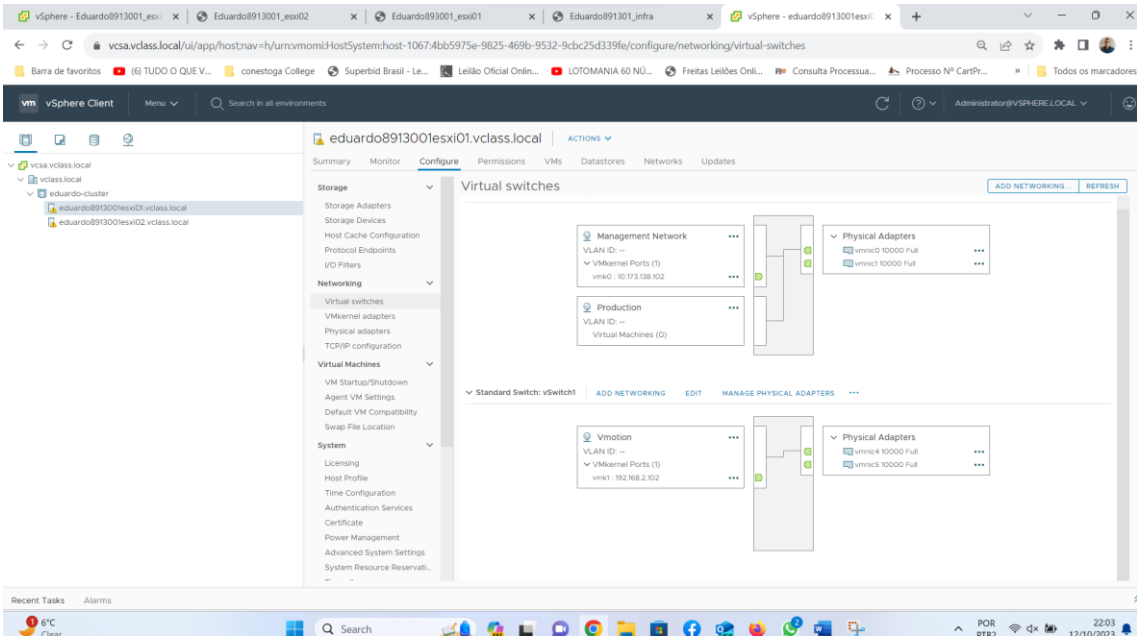 vSphere - Eduardo8913001_esxi
Eduardo8913001_esxi02
Eduardo893001_esxi01
Eduardo891301_infra
vSphere - eduardo8913001esxi0
vcsa.vclass.local/ui/app/host;nav=h/urn:vmomi:HostSystem:host-1067:4bb5975e-9825-469b-9532-9cbc25d339fe/configure/networking/virtual-switches
Barra de favoritos
(6) TUDO O QUE V...
conestoga College
Superbid Brasil - Le...
Leilão Oficial Onlin...
LOTOMANIA 60 NÚ...
Freitas Leilões Onli...
Consulta Processua...
Processo Nº CartPr...
»
Todos os marcadores
vm vSphere Client
Menu
Search in all environments
Administrator@VSPHERE.LOCAL
vcsa.vclass.local
vclass.local
eduardo-cluster
eduardo8913001esxi01.vclass.local
eduardo8913001esxi02.vclass.local
eduardo8913001esxi01.vclass.local
ACTIONS
Summary Monitor Configure Permissions VMs Datastores Networks Updates
Storage
Storage Adapters
Storage Devices
Host Cache Configuration
Protocol Endpoints
I/O Filters
Networking
Virtual switches
VMkernel adapters
Physical adapters
TCP/IP configuration
Virtual Machines
VM Startup/Shutdown
Agent VM Settings
Default VM Compatibility
Swap File Location
System
Licensing
Host Profile
Time Configuration
Authentication Services
Certificate
Power Management
Advanced System Settings
System Resource Reservati...
Virtual switches
ADD NETWORKING...
REFRESH
Management Network
VLAN ID: --
VMkernel Ports (1)
vmk0 : 10.173.138.102
Physical Adapters
vmnic0 10000 Full
vmnic1 10000 Full
Production
VLAN ID: --
Virtual Machines (0)
Standard Switch: vSwitch1
ADD NETWORKING
EDIT
MANAGE PHYSICAL ADAPTERS
Vmotion
VLAN ID: --
VMkernel Ports (1)
vmk1 : 192.168.2.102
Physical Adapters
vmnic4 10000 Full
vmnic5 10000 Full
Recent Tasks
Alarms
1
6°C
Clear
Search
2
POR
PTB2
22:03
12/10/2023